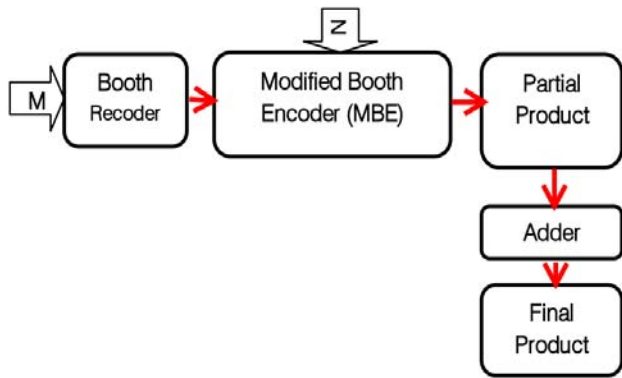 N
M
Booth
Recoder
Modified Booth
Encoder (MBE)
Partial
Product
Adder
Final
Product